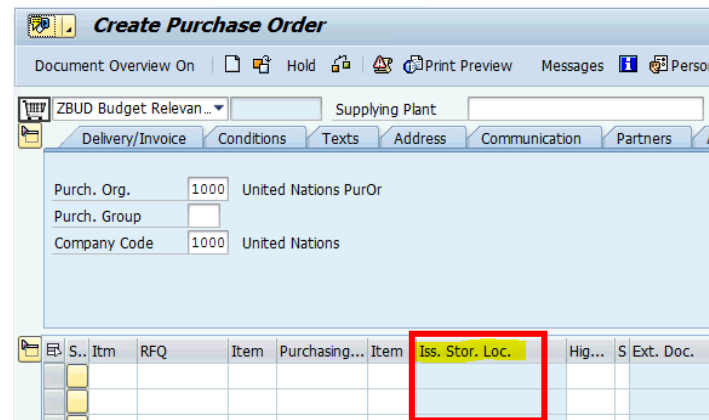 Create Purchase Order
Document Overview On Hold Print Preview Messages Perso
ZBUD Budget Relevan... Supplying Plant
Delivery/Invoice Conditions Texts Address Communication Partners
Purch. Org. 1000 United Nations PurOr
Purch. Group
Company Code 1000 United Nations
S.. Itm RFQ Item Purchasing... Item Iss. Stor. Loc. Hig... S Ext. Doc.